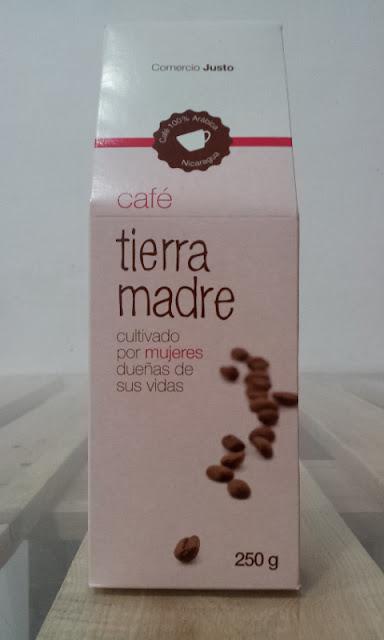 Comercio Justo
Café 100% Arábica
Nicaragua
café
tierra
madre
cultivado
por mujeres
dueñas de
sus vidas
250 g